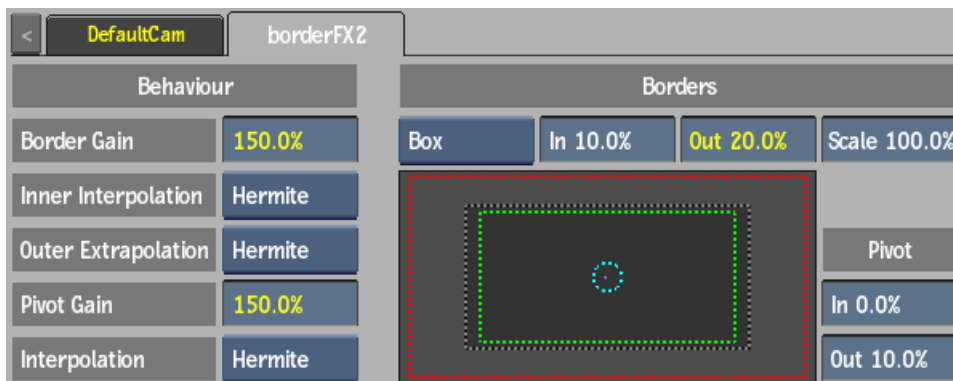 < DefaultCam borderFX2
Behaviour Borders
Border Gain 150.0% Box In 10.0% Out 20.0% Scale 100.0%
Inner Interpolation Hermite
Outer Extrapolation Hermite Pivot
Pivot Gain 150.0% In 0.0%
Interpolation Hermite Out 10.0%